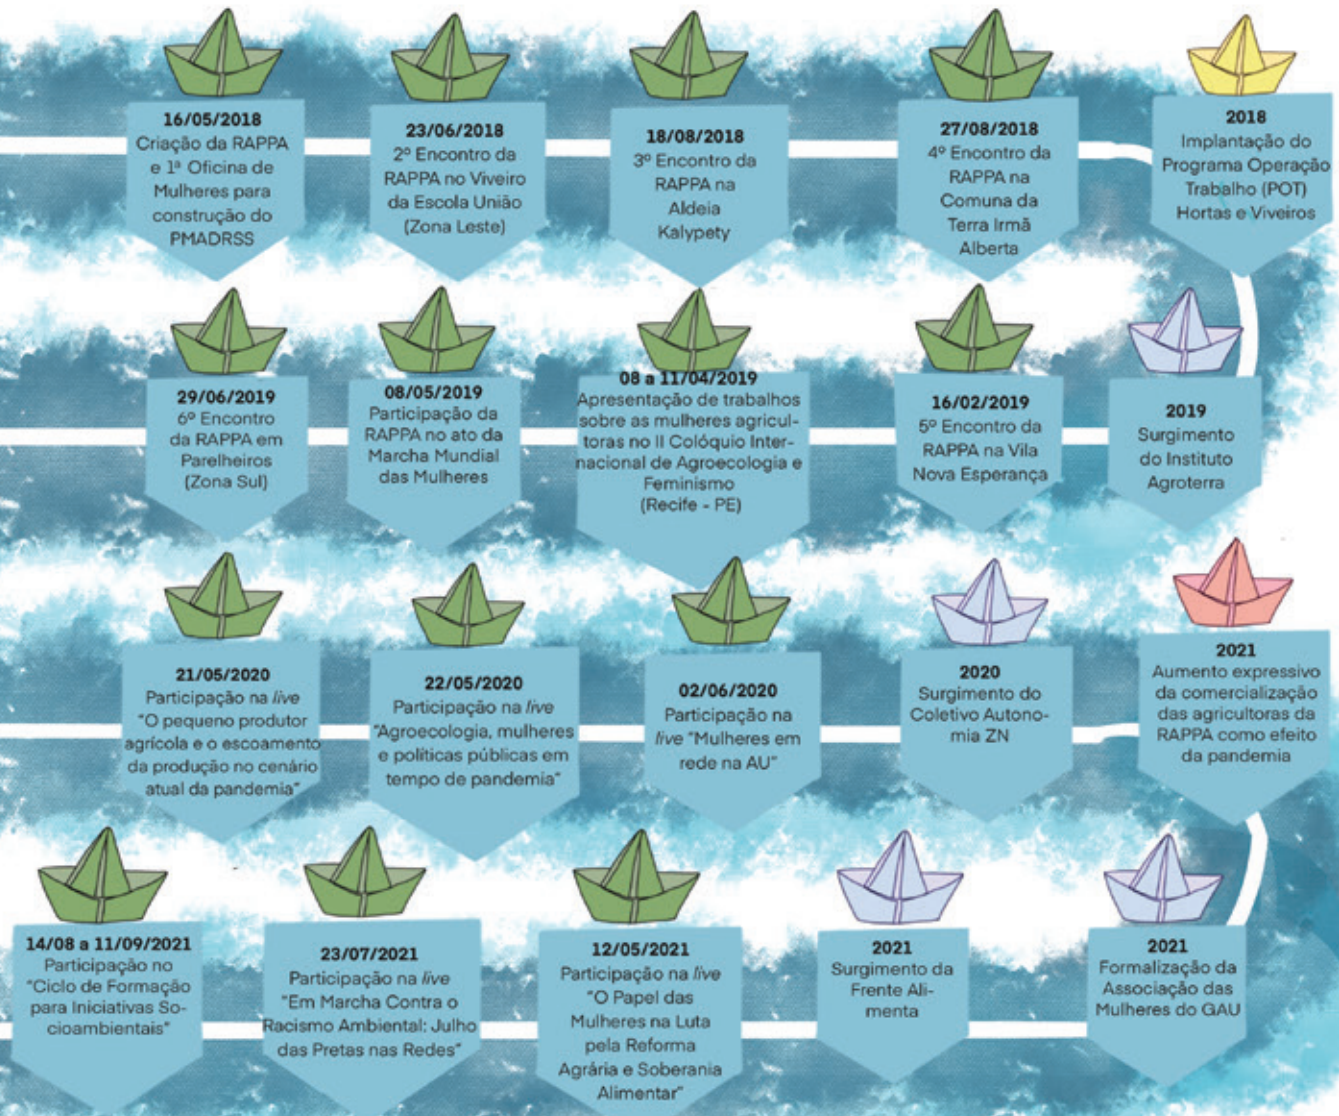 16/05/2018
Criação da RAPPA
e 1ª Oficina de
Mulheres para
construção do
PMADRSS
23/06/2018
2º Encontro da
RAPPA no Viveiro
da Escola União
(Zona Leste)
18/08/2018
3º Encontro da
RAPPA na
Aldeia
Kalypety
27/08/2018
4º Encontro da
RAPPA na
Comuna da
Terra Irmã
Alberta
2018
Implantação do
Programa Operação
Trabalho (POT)
Hortas e Viveiros
29/06/2019
6º Encontro
da RAPPA em
Parelheiros
(Zona Sul)
08/05/2019
Participação da
RAPPA no ato da
Marcha Mundial
das Mulheres
08 a 11/04/2019
Apresentação de trabalhos
sobre as mulheres agricul-
toras no II Colóquio Inter-
nacional de Agroecologia e
Feminismo
(Recife - PE)
16/02/2019
5º Encontro da
RAPPA na Vila
Nova Esperança
2019
Surgimento
do Instituto
Agroterra
21/05/2020
Participação na live
"O pequeno produtor
agrícola e o escoamento
da produção no cenário
atual da pandemia"
22/05/2020
Participação na live
"Agroecologia, mulheres
e políticas públicas em
tempo de pandemia"
02/06/2020
Participação na
live "Mulheres em
rede na AU"
2020
Surgimento do
Coletivo Autono-
mia ZN
2021
Aumento expressivo
da comercialização
das agricultoras da
RAPPA como efeito
da pandemia
14/08 a 11/09/2021
Participação no
"Ciclo de Formação
para Iniciativas So-
cioambientais"
23/07/2021
Participação na live
"Em Marcha Contra o
Racismo Ambiental: Julho
das Pretas nas Redes"
12/05/2021
Participação na live
"O Papel das
Mulheres na Luta
pela Reforma
Agrária e Soberania
Alimentar"
2021
Surgimento da
Frente Ali-
menta
2021
Formalização da
Associação das
Mulheres do GAU